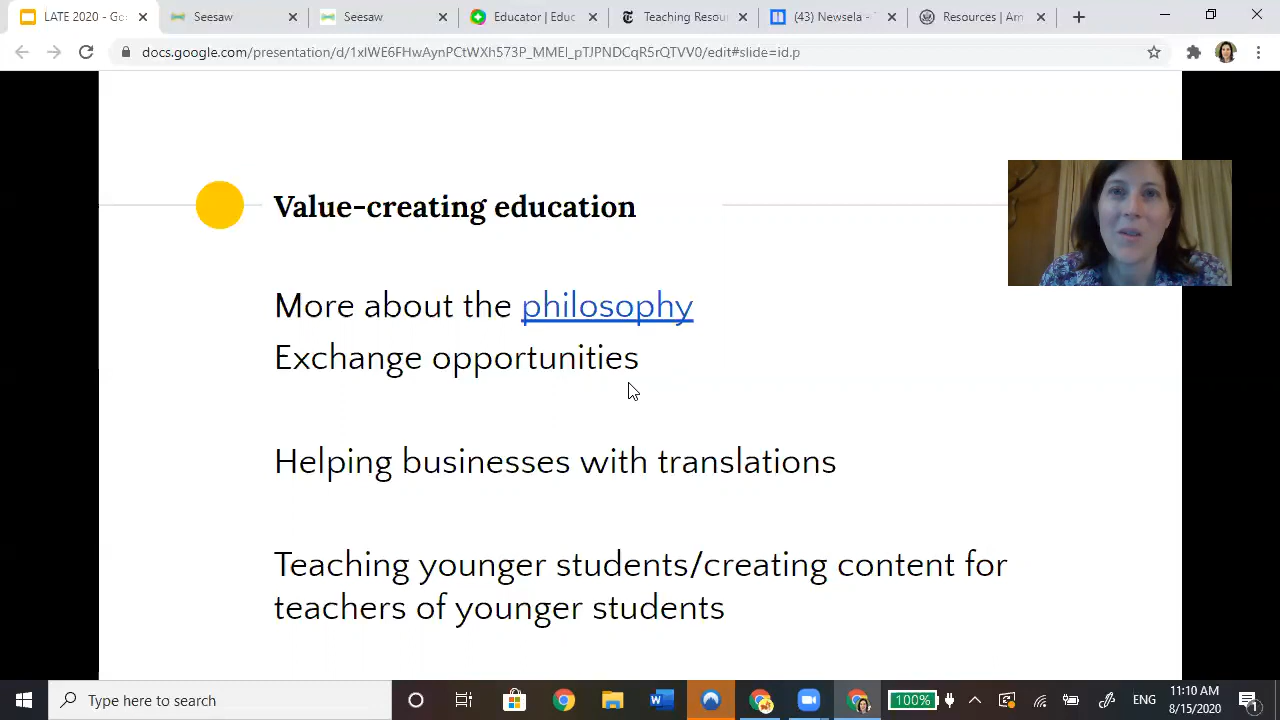 LATE 2020 - Go
Seesaw
Seesaw
Educator | Educ
Teaching Resou
(43) Newsela -
Resources | Am
docs.google.com/presentation/d/
/edit#slide=id.p
Value-creating education
More about the philosophy
Exchange opportunities
Helping businesses with translations
Teaching younger students/creating content for
teachers of younger students
Type here to search
W
100%
ENG
11:10 AM
8/15/2020
1